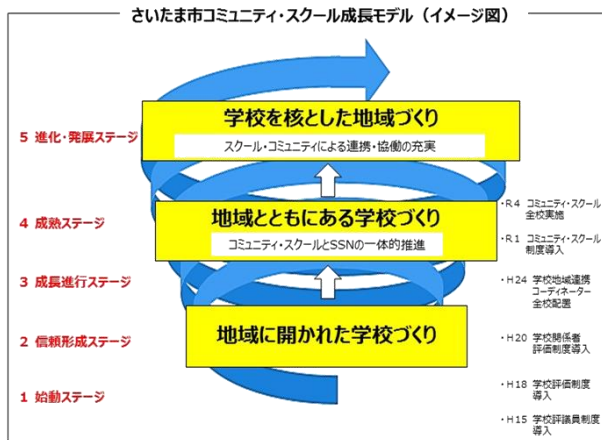 さいたま市コミュニティ・スクール成長モデル（イメージ図）
学校を核とした地域づくり
スクール・コミュニティによる連携・協働の充実
5 進化・発展ステージ
地域とともにある学校づくり
コミュニティ・スクールとSSNの一体的推進
4 成熟ステージ
3 成長進行ステージ
地域に開かれた学校づくり
2 信頼形成ステージ
1 始動ステージ
・R.4 コミュニティ・スクール
全校実施
・R.1 コミュニティ・スクール
制度導入
・H24 学校地域連携
コーディネーター
全校配置
・H20 学校関係者
評価制度導入
・H18 学校評価制度
導入
・H15 学校評議員制度
導入